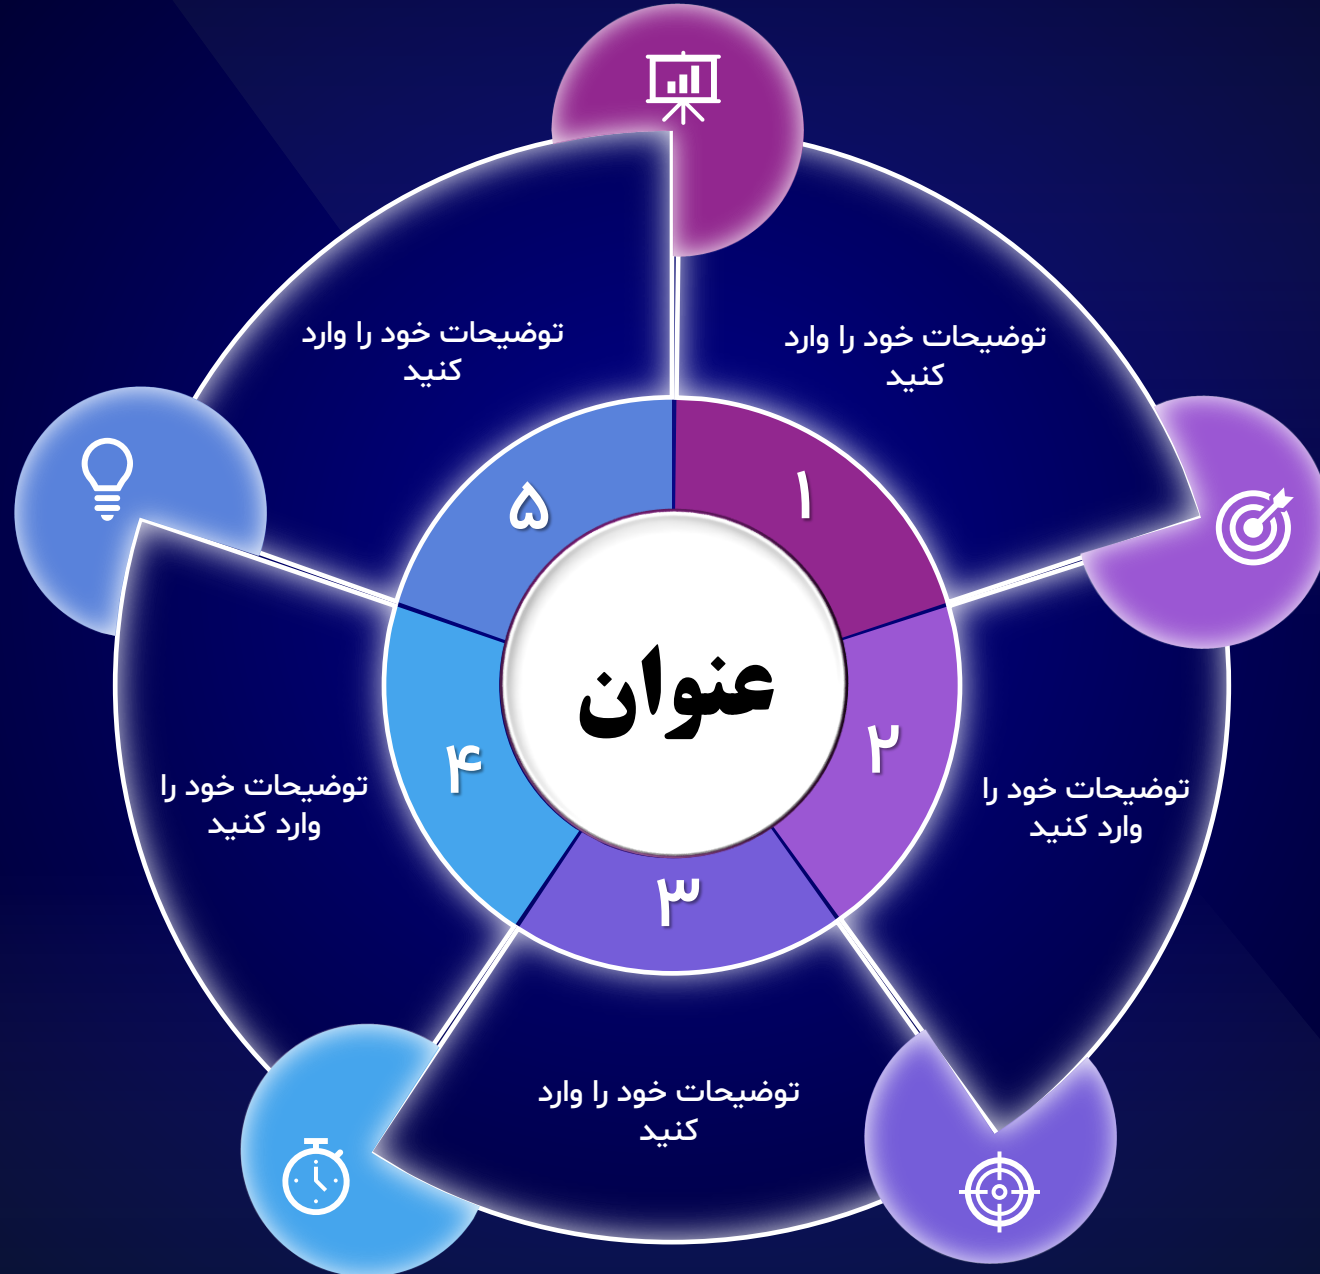 عنوان
۱
توضیحات خود را وارد
کنید
۲
توضیحات خود را
وارد کنید
۳
توضیحات خود را وارد
کنید
۴
توضیحات خود را
وارد کنید
۵
توضیحات خود را وارد
کنید